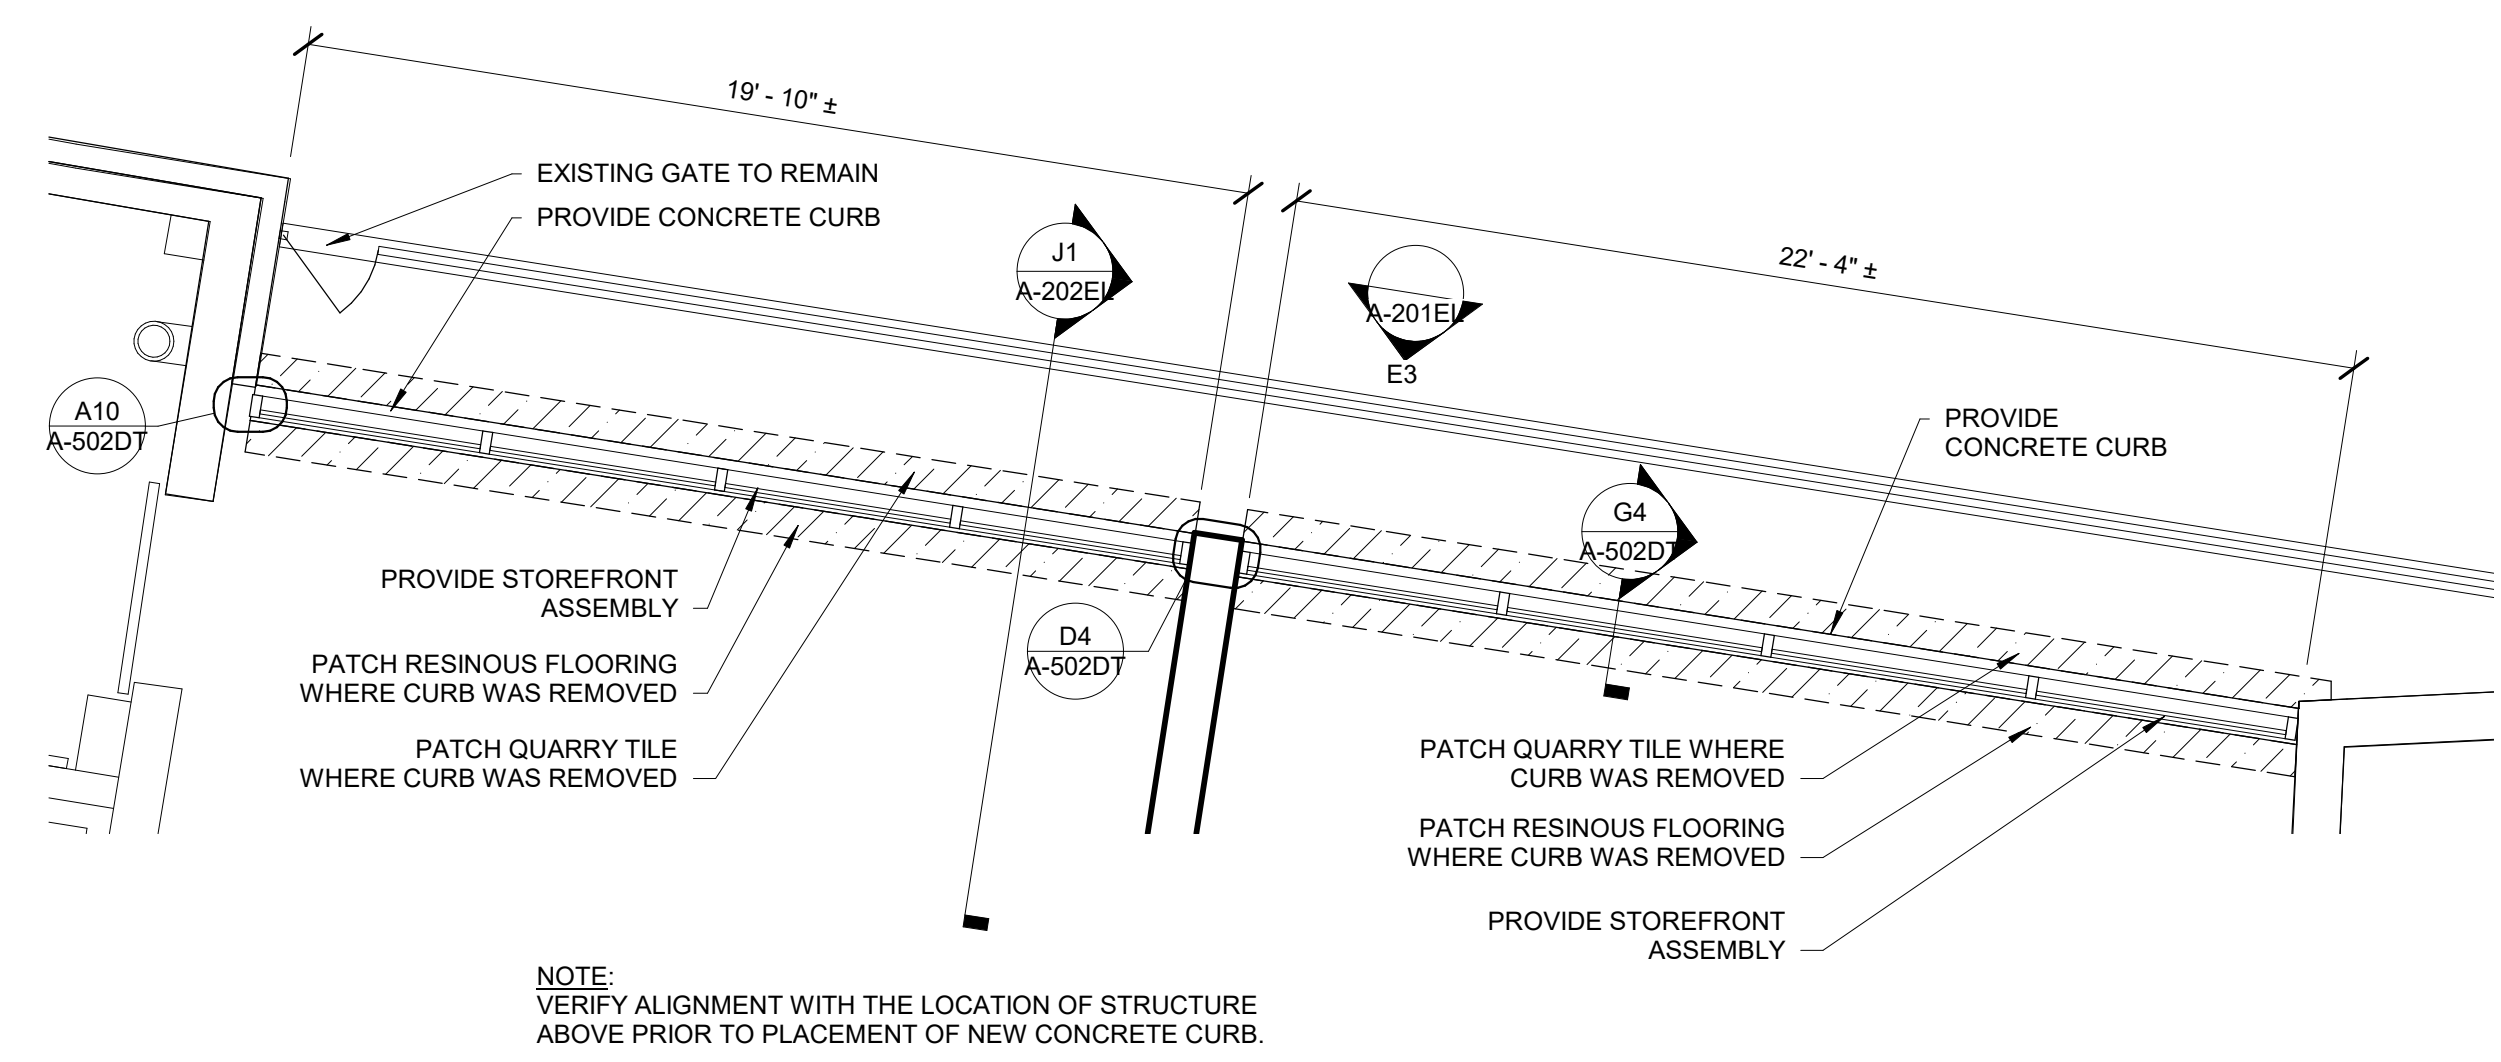 19' - 10" ±
EXISTING GATE TO REMAIN
PROVIDE CONCRETE CURB
J1
A-202EL
22' - 4" ±
A-201EL
E3
A10
A-502DT
PROVIDE
CONCRETE CURB
G4
A-502DT
PROVIDE STOREFRONT
ASSEMBLY
D4
A-502DT
PATCH RESINOUS FLOORING
WHERE CURB WAS REMOVED
PATCH QUARRY TILE
WHERE CURB WAS REMOVED
PATCH QUARRY TILE WHERE
CURB WAS REMOVED
PATCH RESINOUS FLOORING
WHERE CURB WAS REMOVED
PROVIDE STOREFRONT
ASSEMBLY
NOTE:
VERIFY ALIGNMENT WITH THE LOCATION OF STRUCTURE
ABOVE PRIOR TO PLACEMENT OF NEW CONCRETE CURB.